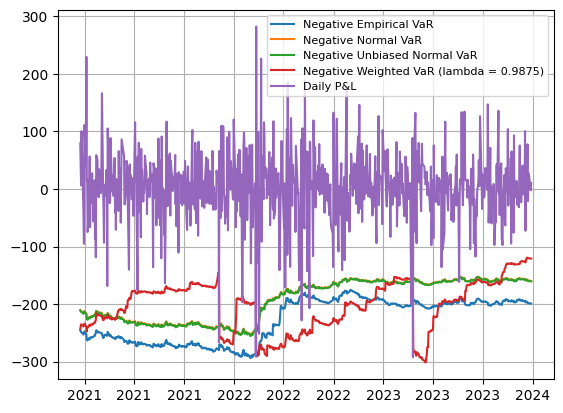 300
200
100
0
−100
−200
−300
Negative Empirical VaR
Negative Normal VaR
Negative Unbiased Normal VaR
Negative Weighted VaR (lambda = 0.9875)
Daily P&L
2021 2021 2021 2022 2022 2022 2023 2023 2023 2024